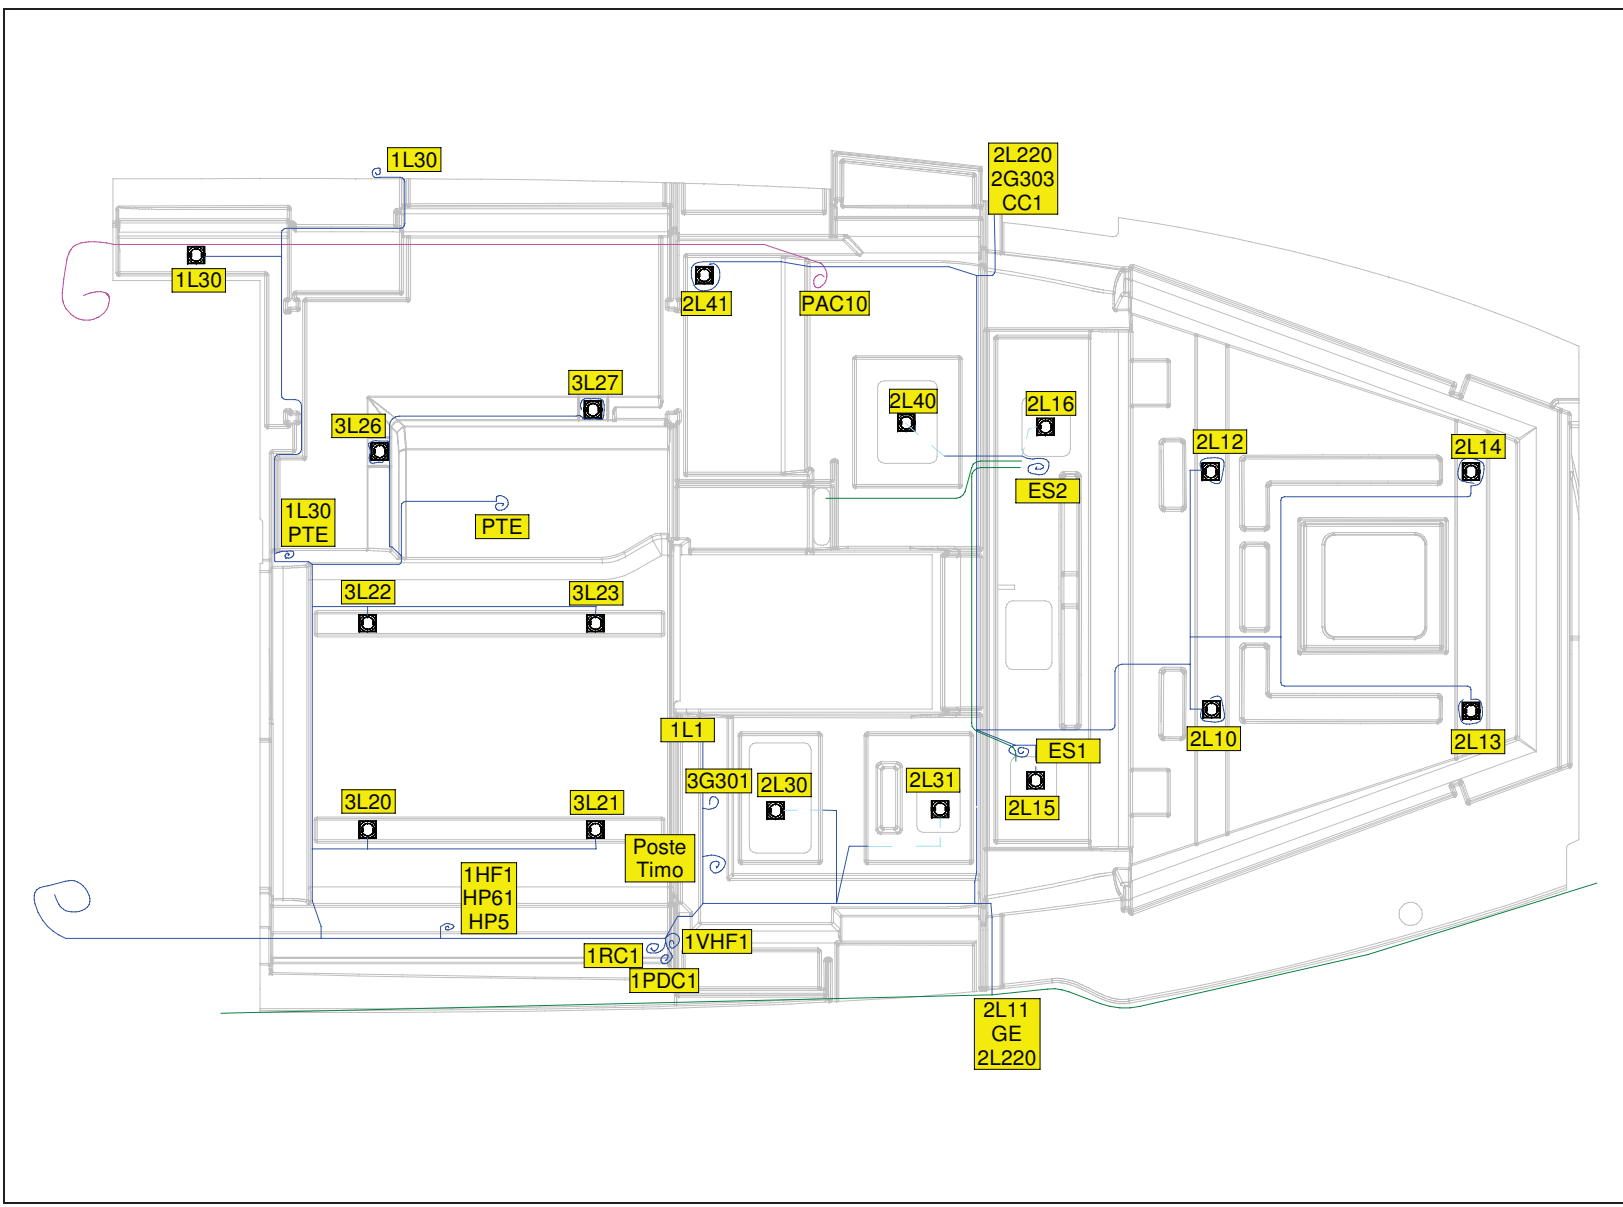 1L30
2L220
2G303
CC1
1L30
2L41
PAC10
3L27
3L26
2L40
2L16
2L12
2L14
ES2
1L30
PTE
PTE
3L22
3L23
1L1
ES1
2L10
2L13
3G301
2L30
2L31
2L15
3L20
3L21
Poste
Timo
1HF1
HP61
HP5
1VHF1
1RC1
1PDC1
2L11
GE
2L220